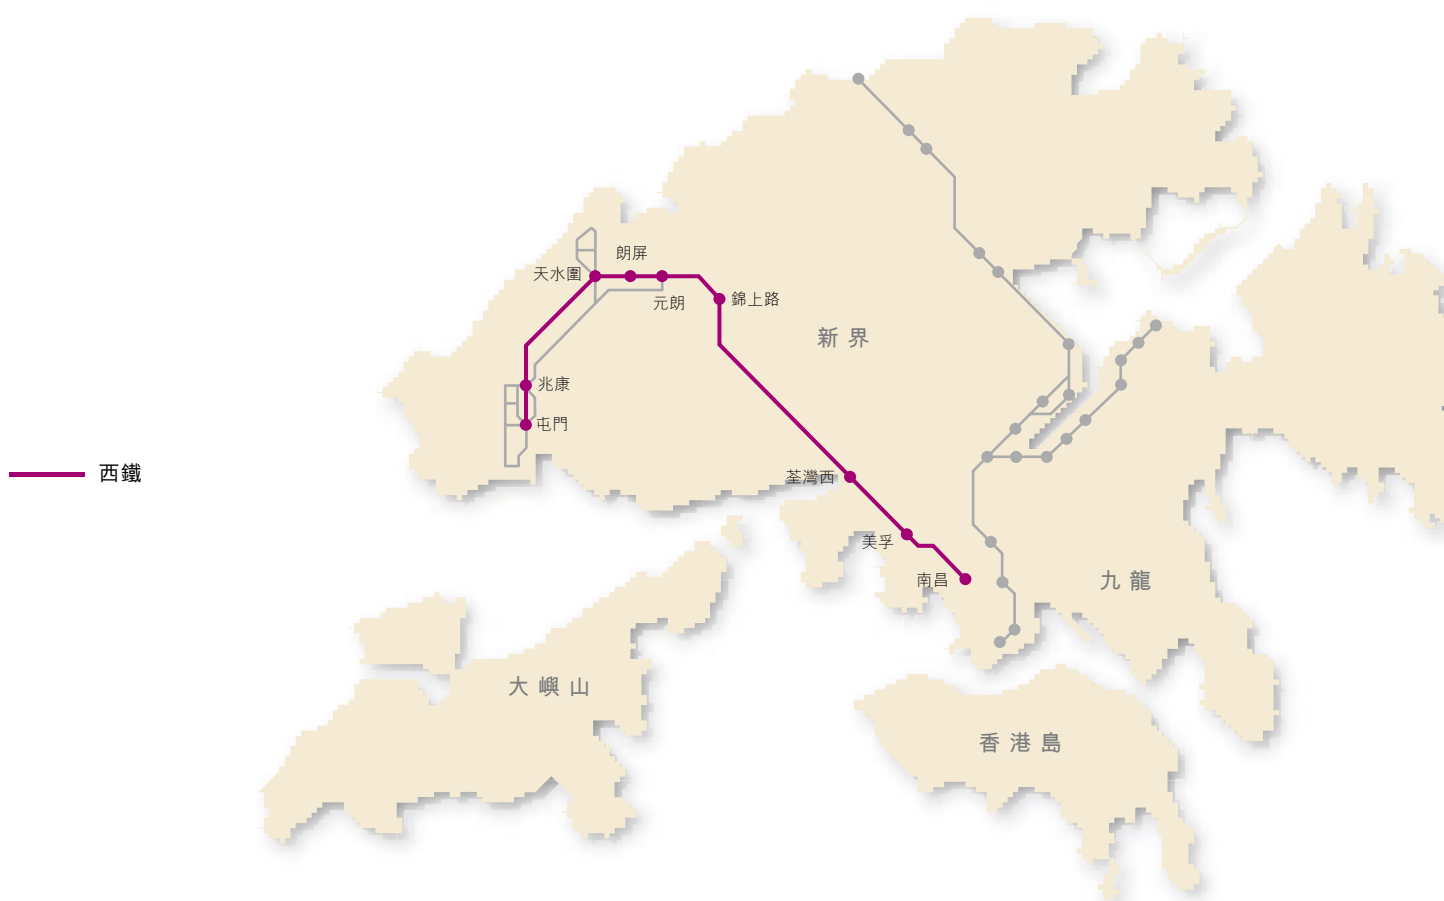 朗屏
天水圍
元朗
錦上路
新界
兆康
屯門
西鐵
荃灣西
美孚
南昌
九龍
大嶼山
香港島